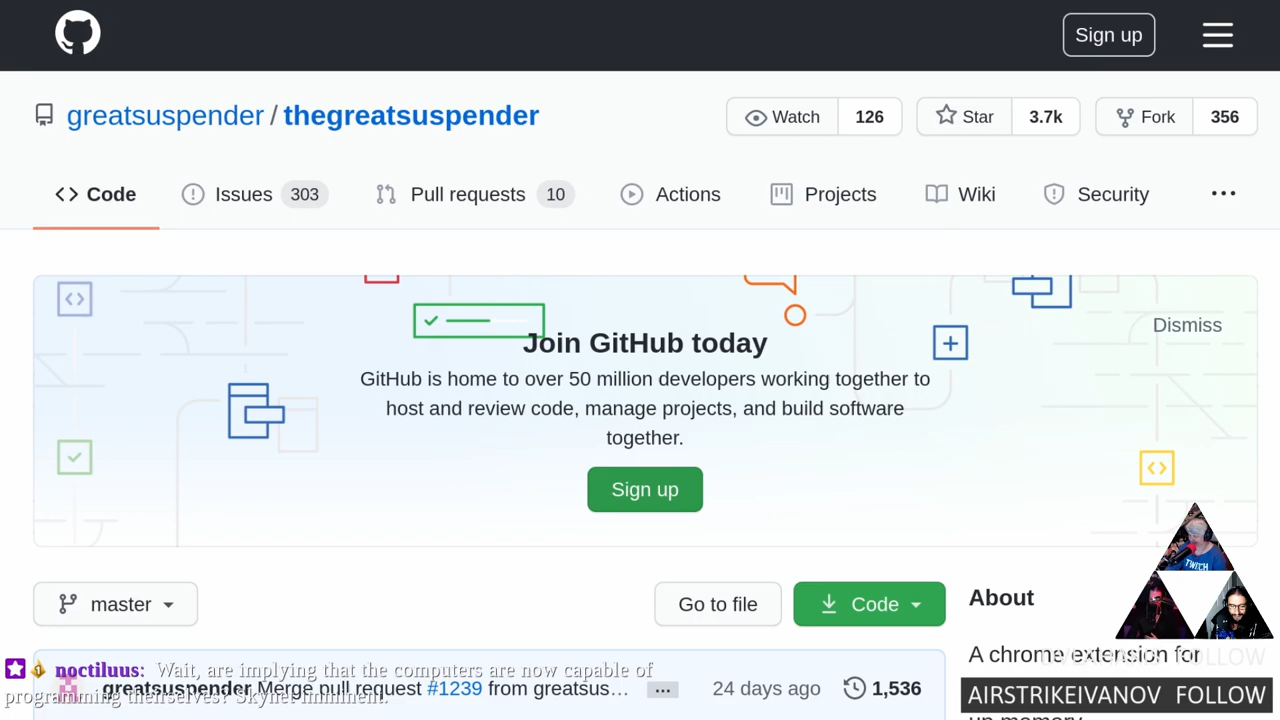 Sign up
greatsuspender / thegreatsuspender
Watch 126 Star 3.7k Fork 356
Code Issues 303 Pull requests 10 Actions Projects Wiki Security ...
Dismiss
Join GitHub today
GitHub is home to over 50 million developers working together to
host and review code, manage projects, and build software
together.
Sign up
TWICH
master Go to file Code About
A chrome extension for
noctiluus: Wait, are implying that the computers are now capable of
programming themselves? Skynet imminent.
greatsuspender Merge pull request #1239 from greatsus… ... 24 days ago 1,536
FOLLOW
AIRSTRIKEIVANOV FOLLOW
up memory